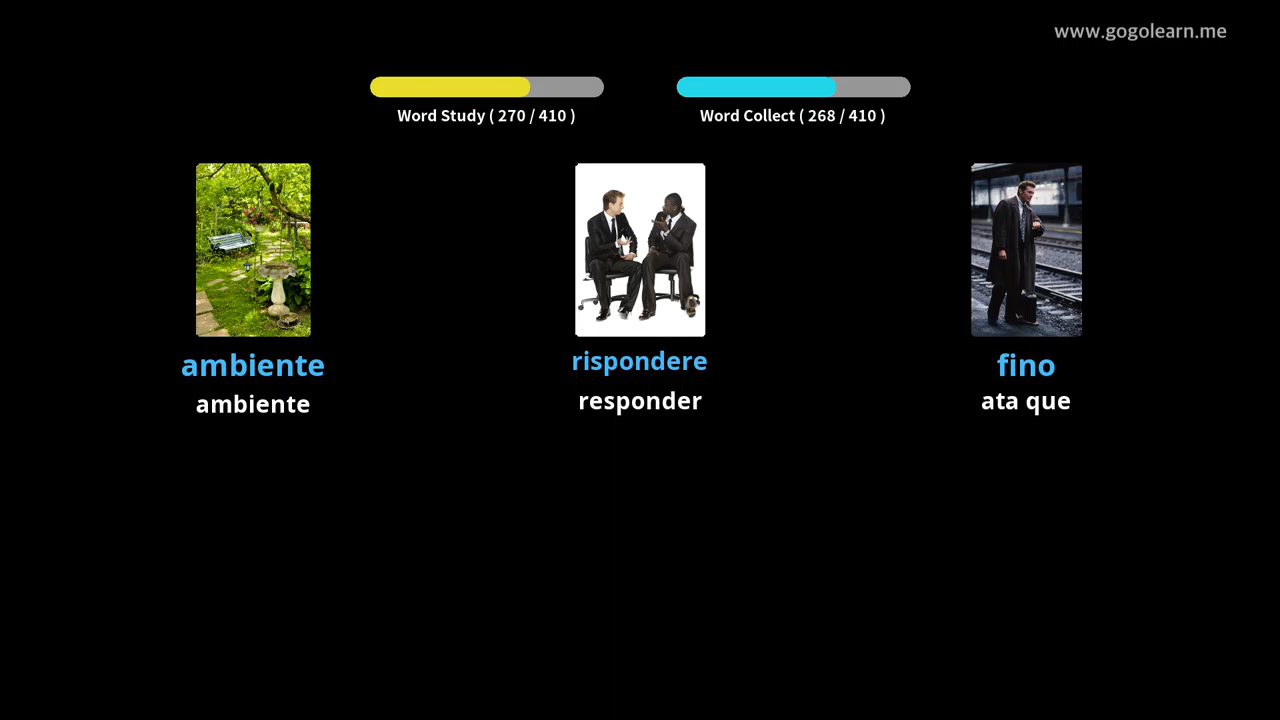 www.gogolearn.me
Word Study ( 270 / 410 )
Word Collect ( 268 / 410 )
ambiente
ambiente
rispondere
responder
fino
ata que